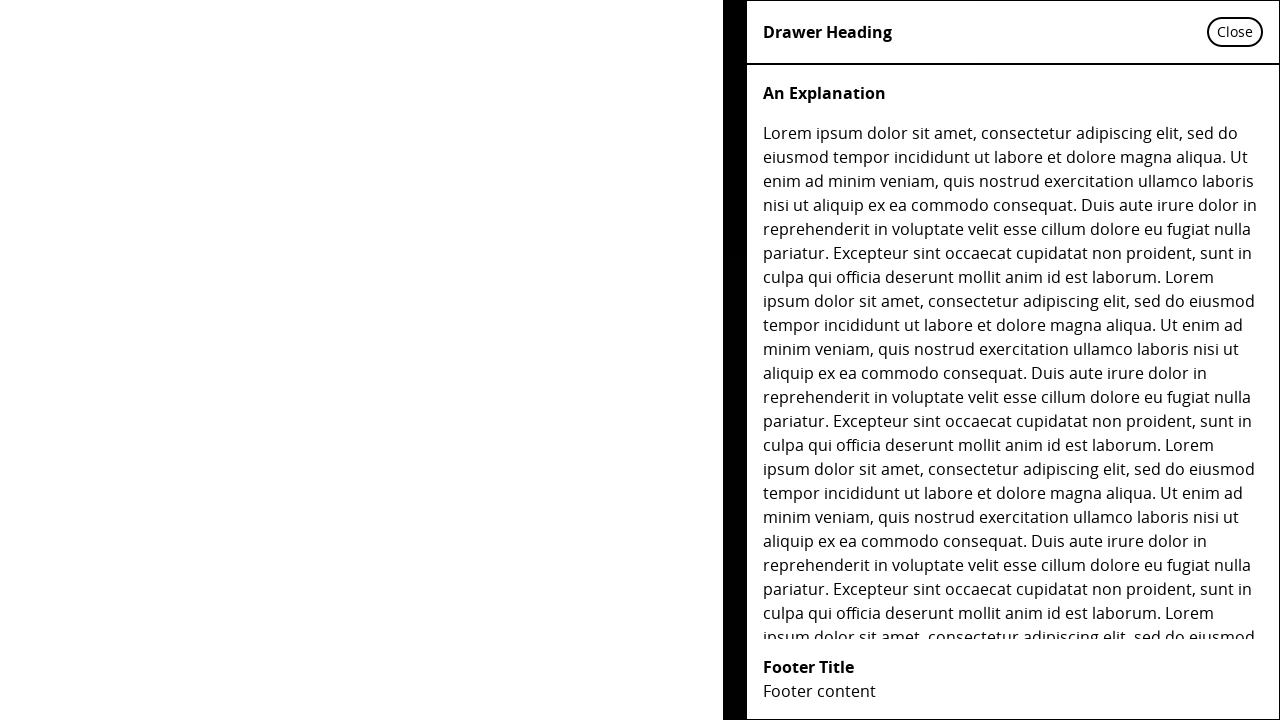 Drawer Heading
Close
An Explanation
Lorem ipsum dolor sit amet, consectetur adipiscing elit, sed do
eiusmod tempor incididunt ut labore et dolore magna aliqua. Ut
enim ad minim veniam, quis nostrud exercitation ullamco laboris
nisi ut aliquip ex ea commodo consequat. Duis aute irure dolor in
reprehenderit in voluptate velit esse cillum dolore eu fugiat nulla
pariatur. Excepteur sint occaecat cupidatat non proident, sunt in
culpa qui officia deserunt mollit anim id est laborum. Lorem
ipsum dolor sit amet, consectetur adipiscing elit, sed do eiusmod
tempor incididunt ut labore et dolore magna aliqua. Ut enim ad
minim veniam, quis nostrud exercitation ullamco laboris nisi ut
aliquip ex ea commodo consequat. Duis aute irure dolor in
reprehenderit in voluptate velit esse cillum dolore eu fugiat nulla
pariatur. Excepteur sint occaecat cupidatat non proident, sunt in
culpa qui officia deserunt mollit anim id est laborum. Lorem
ipsum dolor sit amet, consectetur adipiscing elit, sed do eiusmod
tempor incididunt ut labore et dolore magna aliqua. Ut enim ad
minim veniam, quis nostrud exercitation ullamco laboris nisi ut
aliquip ex ea commodo consequat. Duis aute irure dolor in
reprehenderit in voluptate velit esse cillum dolore eu fugiat nulla
pariatur. Excepteur sint occaecat cupidatat non proident, sunt in
culpa qui officia deserunt mollit anim id est laborum. Lorem
ipsum dolor sit amet, consectetur adipiscing elit, sed do eiusmod
Footer Title
Footer content